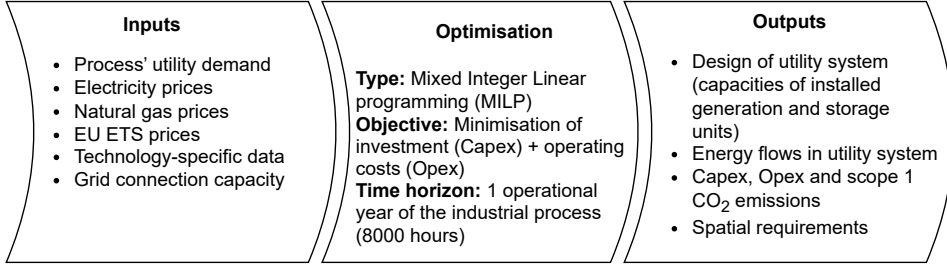 Inputs
• Process' utility demand
• Electricity prices
• Natural gas prices
• EU ETS prices
• Technology-specific data
• Grid connection capacity
Optimisation
Type: Mixed Integer Linear
programming (MILP)
Objective: Minimisation of
investment (Capex) + operating
costs (Opex)
Time horizon: 1 operational
year of the industrial process
(8000 hours)
Outputs
• Design of utility system
(capacities of installed
generation and storage
units)
• Energy flows in utility system
• Capex, Opex and scope 1
CO₂ emissions
• Spatial requirements